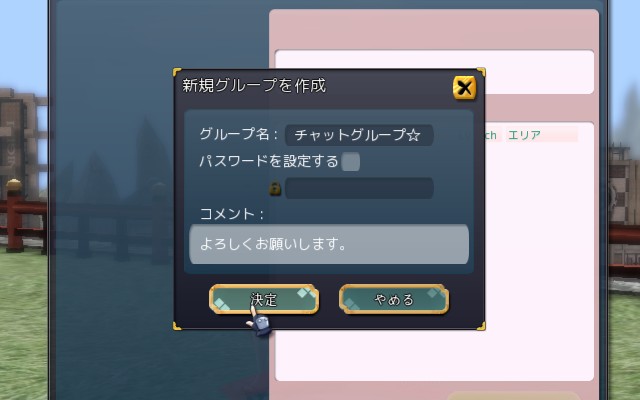 新規グループを作成
グループ名： チャットグループ☆
ch エリア
パスワードを設定する
コメント：
よろしくお願いします。
決定 やめる